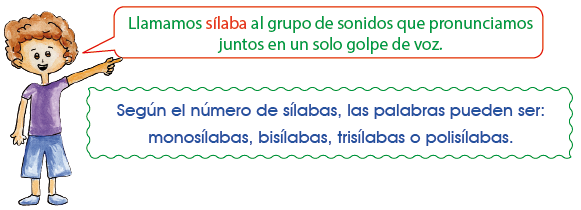 Llamamos sílaba al grupo de sonidos que pronunciamos
juntos en un solo golpe de voz.
Según el número de sílabas, las palabras pueden ser:
monosílabas, bisílabas, trisílabas o polisílabas.